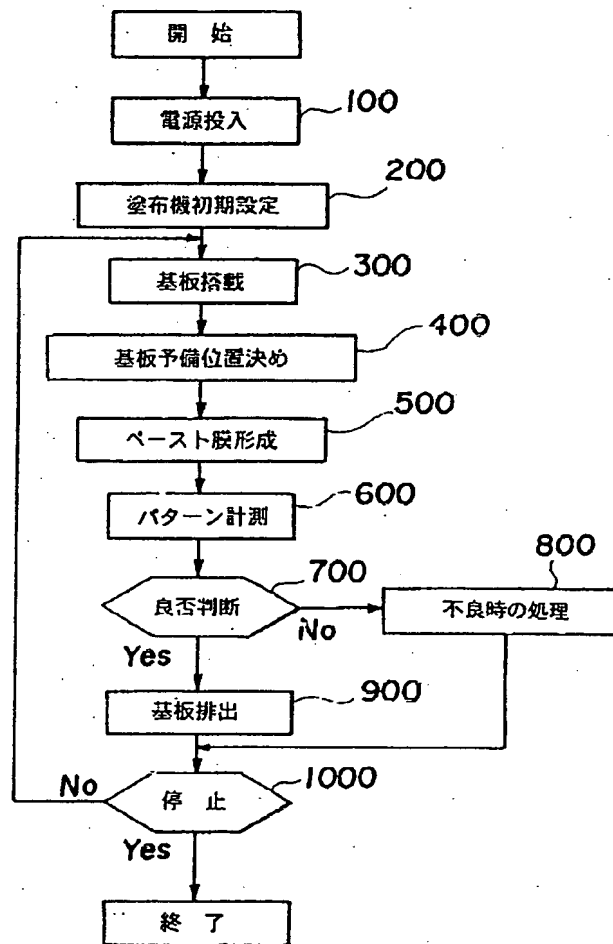 開始
電源投入
100
塗布機初期設定
200
基板搭載
300
基板予備位置決め
400
ペースト膜形成
500
パターン計測
600
良否判断
700
No
不良時の処理
800
Yes
基板排出
900
停止
1000
No
Yes
終了